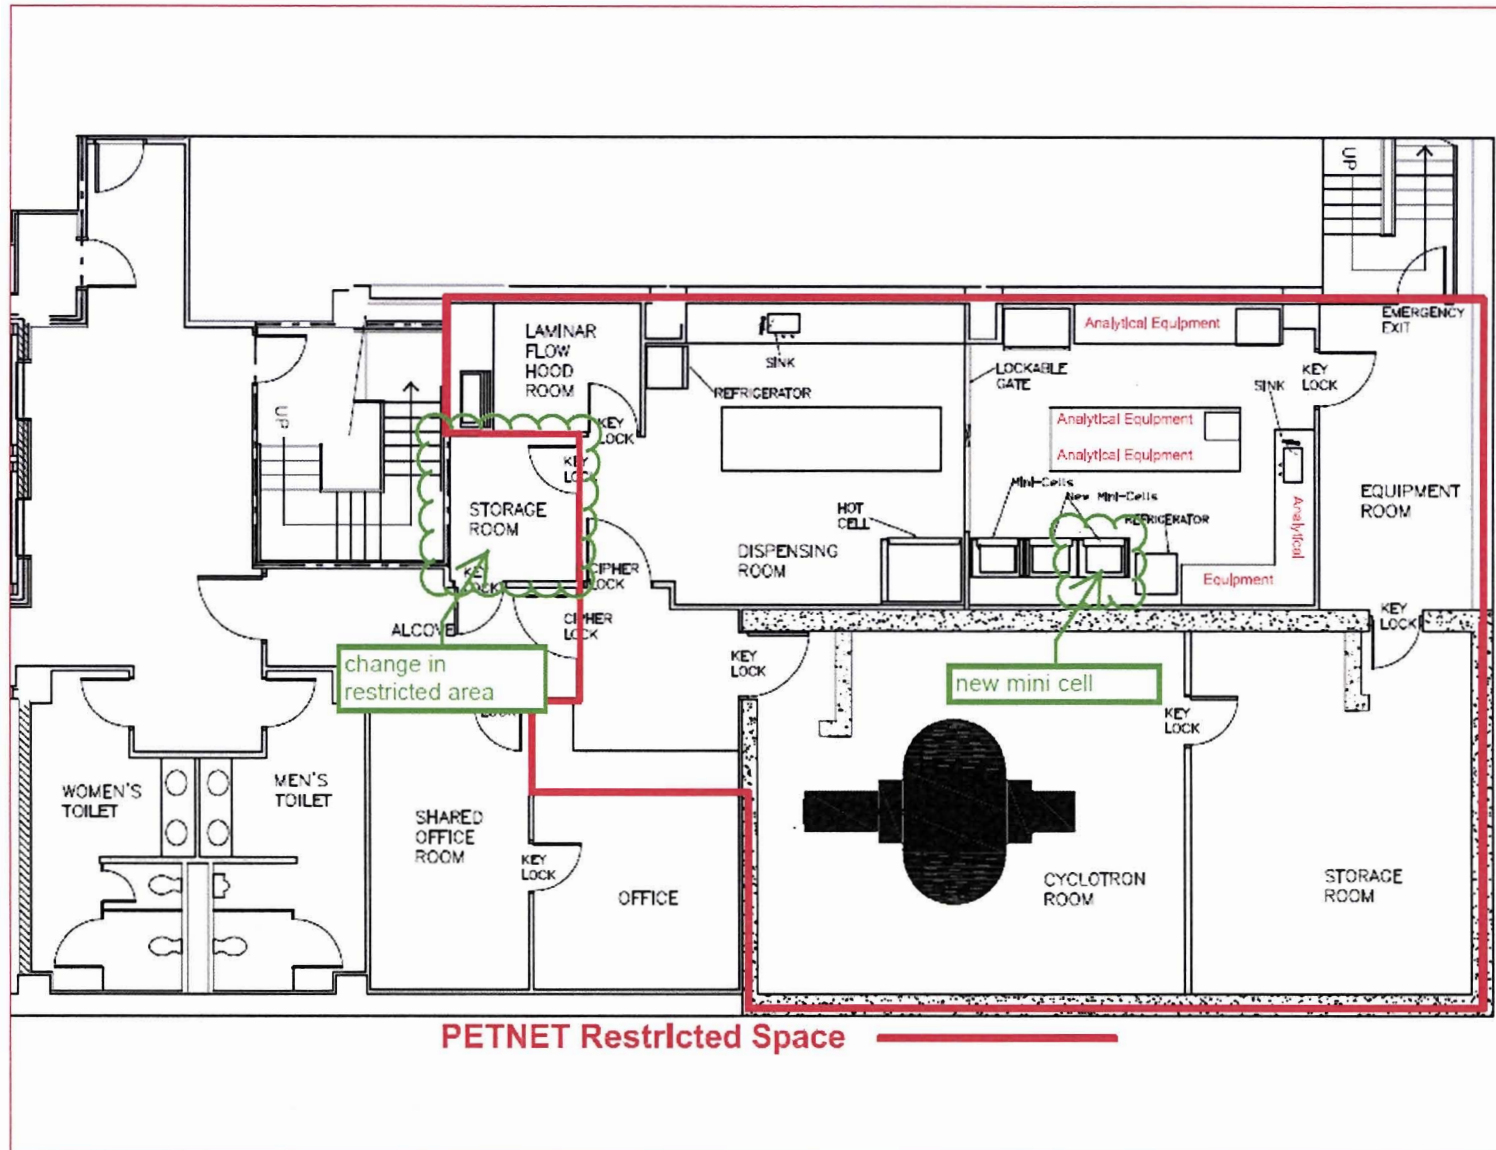 UP
EMERGENCY
EXIT
LAMINAR
FLOW
HOOD
ROOM
SINK
Analytical Equipment
LOCKABLE
GATE
KEY
LOCK
SINK
REFRIGERATOR
UP
KEY
LOCK
Analytical Equipment
Analytical Equipment
KEY
LOCK
STORAGE
ROOM
Mini-Cells
New Mini-Cells
REFRIGERATOR
HOT
CELL
EQUIPMENT
ROOM
Analytical
Equipment
DISPENSING
ROOM
KEY
LOCK
CIPHER
LOCK
CIPHER
LOCK
ALCOVE
KEY
LOCK
change in
restricted area
KEY
LOCK
new mini cell
LOCK
KEY
LOCK
WOMEN'S
TOILET
MEN'S
TOILET
SHARED
OFFICE
ROOM
KEY
LOCK
OFFICE
CYCLOTRON
ROOM
STORAGE
ROOM
PETNET Restricted Space